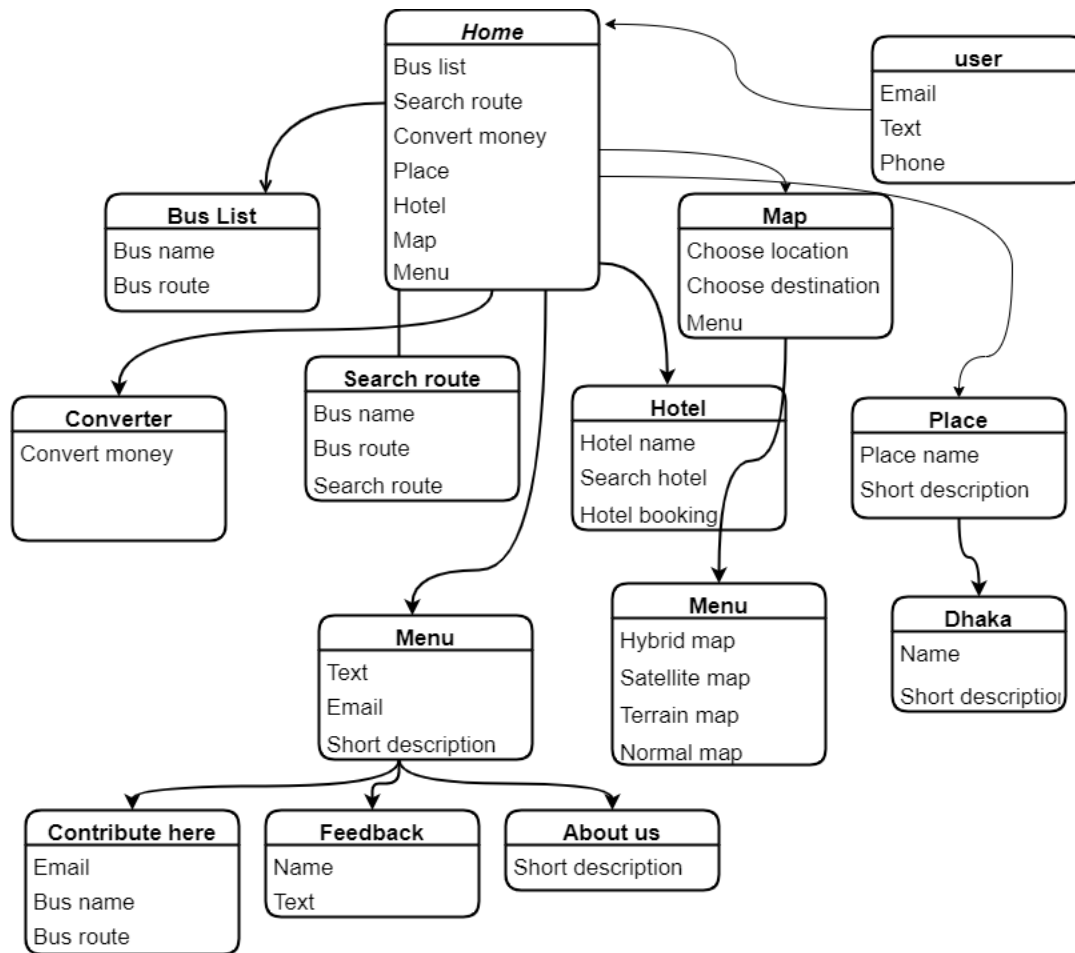 Home
Bus list
Search route
Convert money
Place
Hotel
Map
Menu
user
Email
Text
Phone
Bus List
Bus name
Bus route
Map
Choose location
Choose destination
Menu
Converter
Convert money
Search route
Bus name
Bus route
Search route
Hotel
Hotel name
Search hotel
Hotel booking
Place
Place name
Short description
Menu
Text
Email
Short description
Menu
Hybrid map
Satellite map
Terrain map
Normal map
Dhaka
Name
Short description
Contribute here
Email
Bus name
Bus route
Feedback
Name
Text
About us
Short description